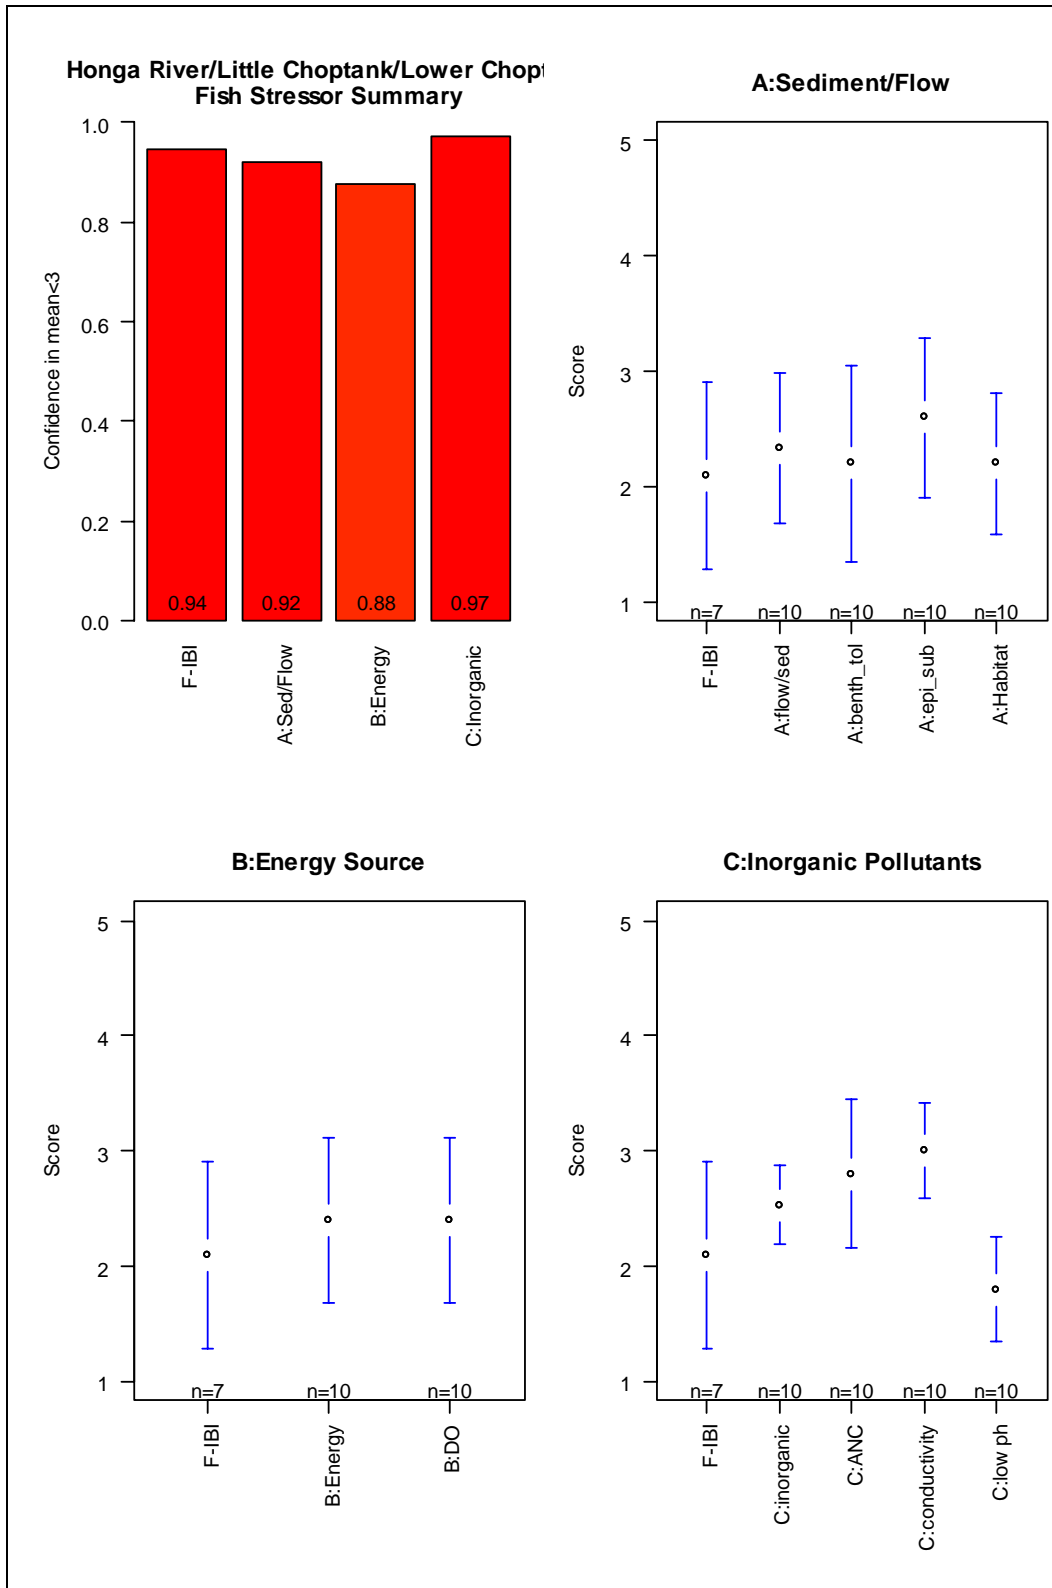 Honga River/Little Choptank/Lower Chopt
Fish Stressor Summary
Confidence in mean<3
1.0
0.8
0.6
0.4
0.2
0.0
0.94
0.92
0.88
0.97
F-IBI
A:Sed/Flow
B:Energy
C:Inorganic
A:Sediment/Flow
Score
5
4
3
2
1
n=7
n=10
n=10
n=10
n=10
F-IBI
A:flow/sed
A:benth_tol
A:epi_sub
A:Habitat
B:Energy Source
Score
5
4
3
2
1
n=7
n=10
n=10
F-IBI
B:Energy
B:DO
C:Inorganic Pollutants
Score
5
4
3
2
1
n=7
n=10
n=10
n=10
n=10
F-IBI
C:inorganic
C:ANC
C:conductivity
C:low ph